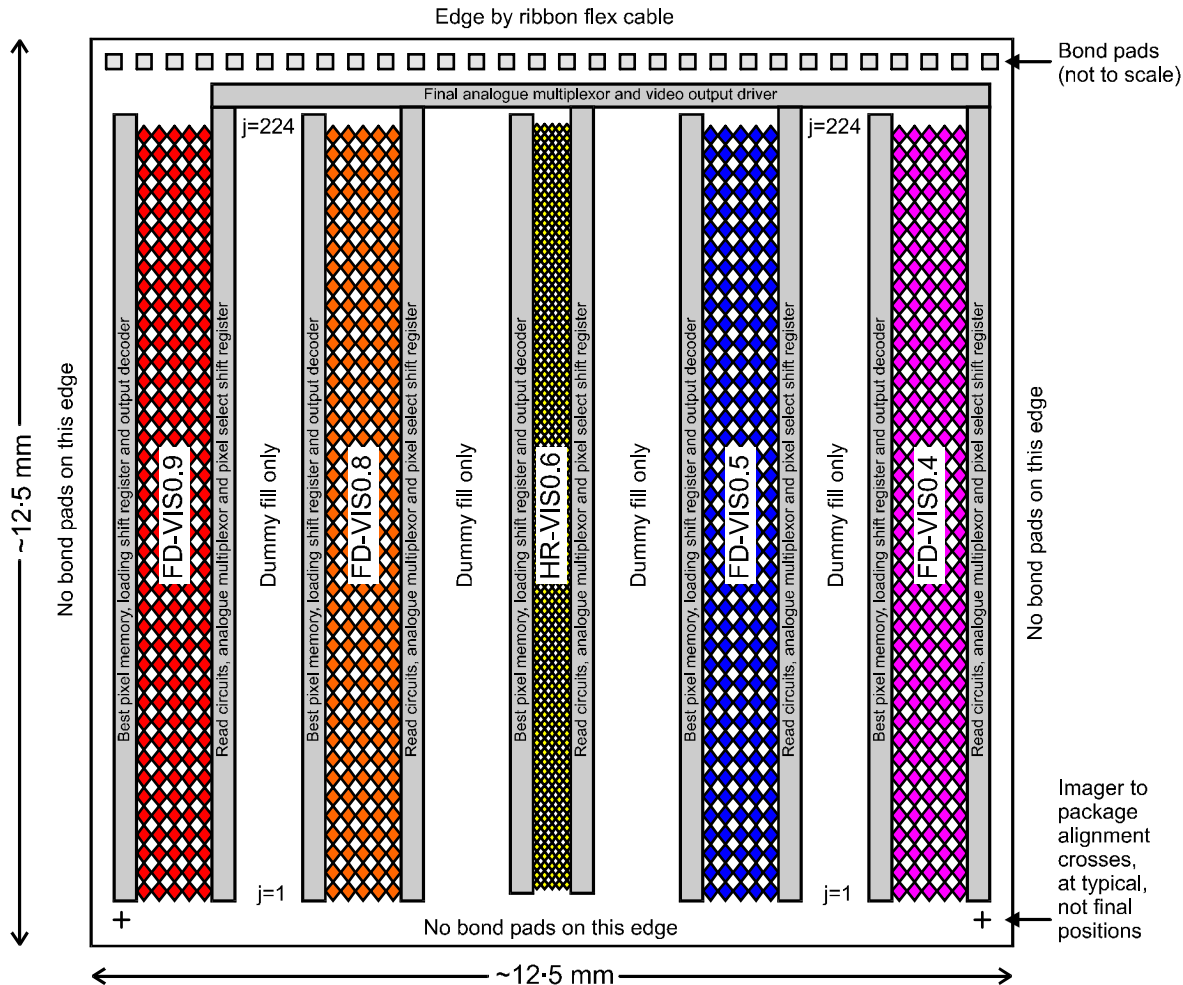 Edge by ribbon flex cable
Bond pads
(not to scale)
Final analogue multiplexor and video output driver
j=224
j=224
~12·5 mm
No bond pads on this edge
Best pixel memory, loading shift register and output decoder
FD-VIS0.9
Read circuits, analogue multiplexor and pixel select shift register
Dummy fill only
Best pixel memory, loading shift register and output decoder
FD-VIS0.8
Read circuits, analogue multiplexor and pixel select shift register
Dummy fill only
Best pixel memory, loading shift register and output decoder
HR-VIS0.6
Read circuits, analogue multiplexor and pixel select shift register
Dummy fill only
Best pixel memory, loading shift register and output decoder
FD-VIS0.5
Read circuits, analogue multiplexor and pixel select shift register
Dummy fill only
Best pixel memory, loading shift register and output decoder
FD-VIS0.4
Read circuits, analogue multiplexor and pixel select shift register
No bond pads on this edge
j=1
j=1
Imager to
package
alignment
crosses,
at typical,
not final
positions
No bond pads on this edge
~12·5 mm